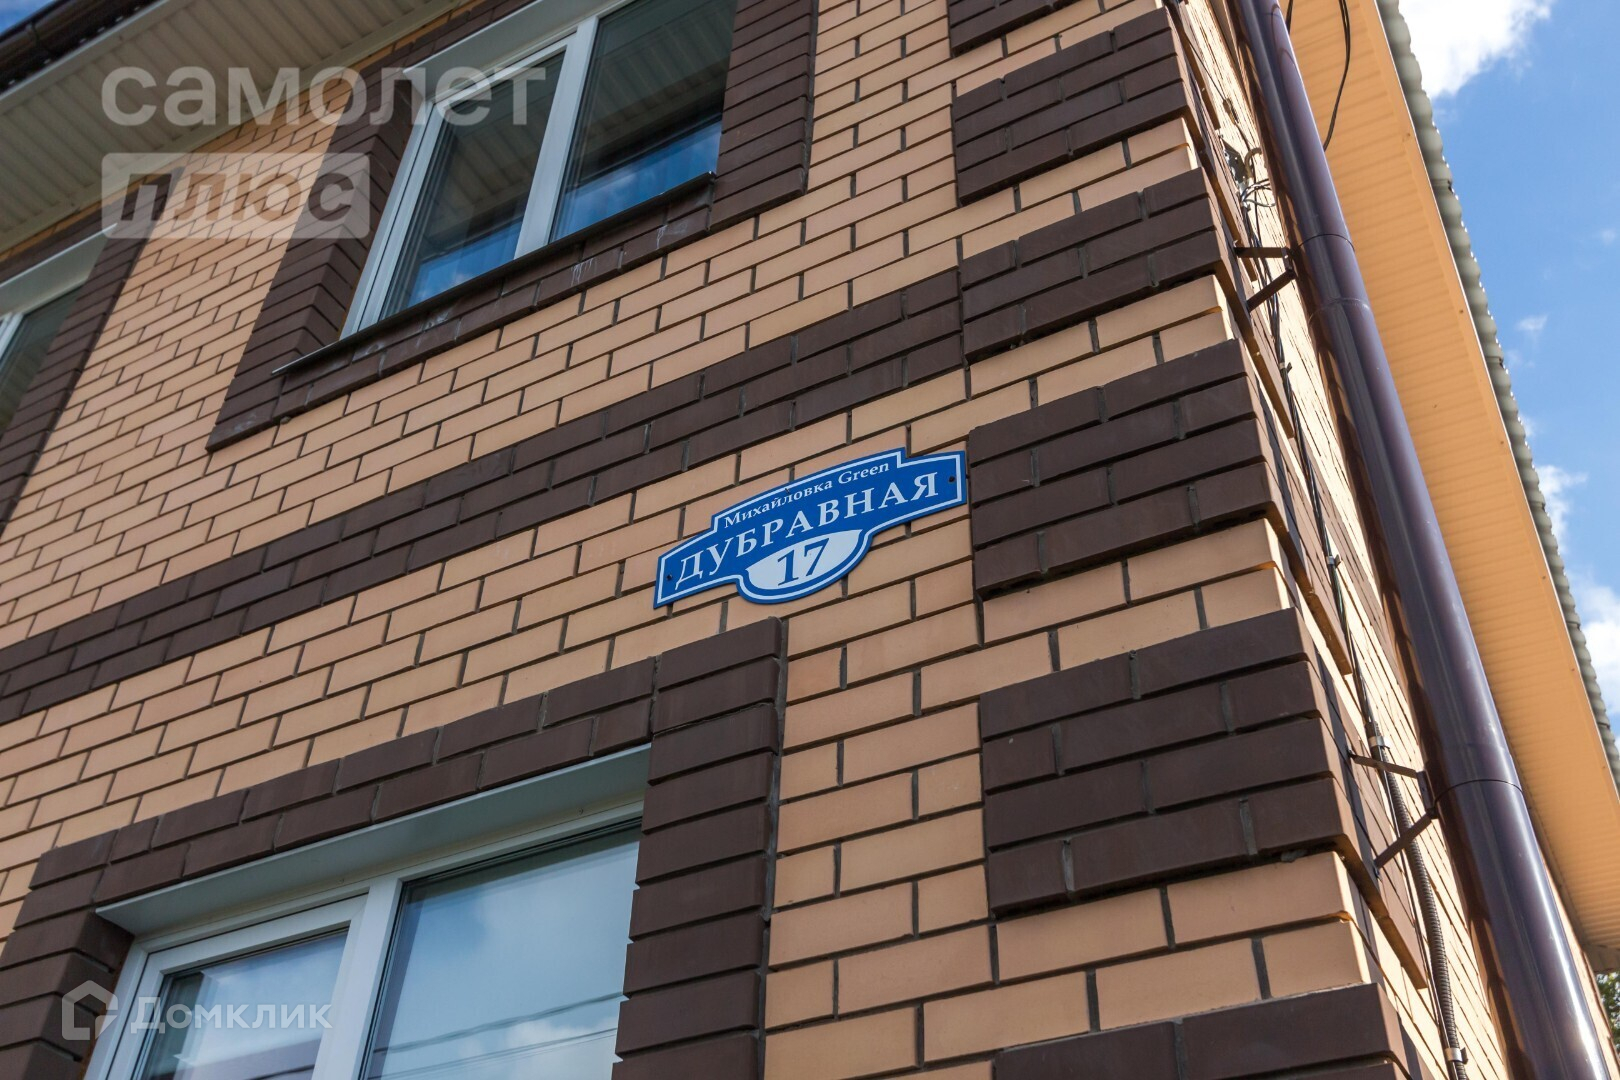 самолет
плюс
Михайловка Green
ДУБРАВНАЯ
17
Домклик